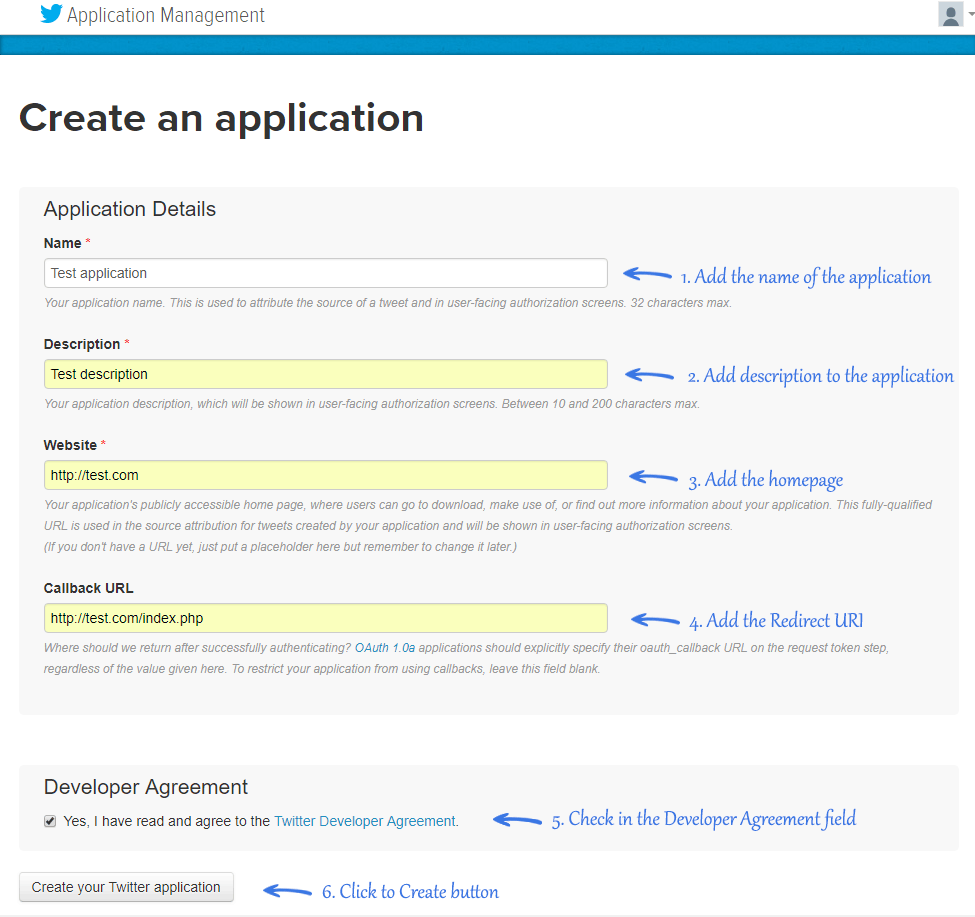 Application Management
Create an application
Application Details
Name *
Test application
1. Add the name of the application
Your application name. This is used to attribute the source of a tweet and in user-facing authorization screens. 32 characters max.
Description *
Test description
2. Add description to the application
Your application description, which will be shown in user-facing authorization screens. Between 10 and 200 characters max.
Website *
http://test.com
3. Add the homepage
Your application's publicly accessible home page, where users can go to download, make use of, or find out more information about your application. This fully-qualified
URL is used in the source attribution for tweets created by your application and will be shown in user-facing authorization screens.
(If you don't have a URL yet, just put a placeholder here but remember to change it later.)
Callback URL
http://test.com/index.php
4. Add the Redirect URI
Where should we return after successfully authenticating? OAuth 1.0a applications should explicitly specify their oauth_callback URL on the request token step,
regardless of the value given here. To restrict your application from using callbacks, leave this field blank.
Developer Agreement
Yes, I have read and agree to the Twitter Developer Agreement.
5. Check in the Developer Agreement field
Create your Twitter application
6. Click to Create button